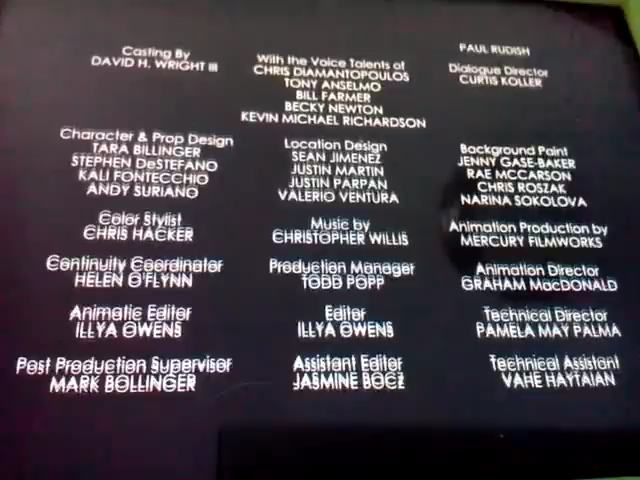 PAUL RUDISH
Casting By
DAVID H. WRIGHT III
With the Voice Talents of
CHRIS DIAMANTOPOULOS
TONY ANSELMO
BILL FARMER
BECKY NEWTON
KEVIN MICHAEL RICHARDSON
Dialogue Director
CURTIS KOLLER
Character & Prop Design
TARA BILLINGER
STEPHEN DeSTEFANO
KALI FONTECCHIO
ANDY SURIANO
Location Design
SEAN JIMENEZ
JUSTIN MARTIN
JUSTIN PARPAN
VALERIO VENTURA
Background Paint
JENNY GASE-BAKER
RAE MCCARSON
CHRIS ROSZAK
NARINA SOKOLOVA
Color Stylist
CHRIS HACKER
Music by
CHRISTOPHER WILLIS
Animation Production by
MERCURY FILMWORKS
Continuity Coordinator
HELEN O'FLYNN
Production Manager
TODD POPP
Animation Director
GRAHAM MacDONALD
Animatic Editor
ILLYA OWENS
Editor
ILLYA OWENS
Technical Director
PAMELA MAY PALMA
Post Production Supervisor
MARK BOLLINGER
Assistant Editor
JASMINE BOCZ
Technical Assistant
VAHE HAYTAIAN